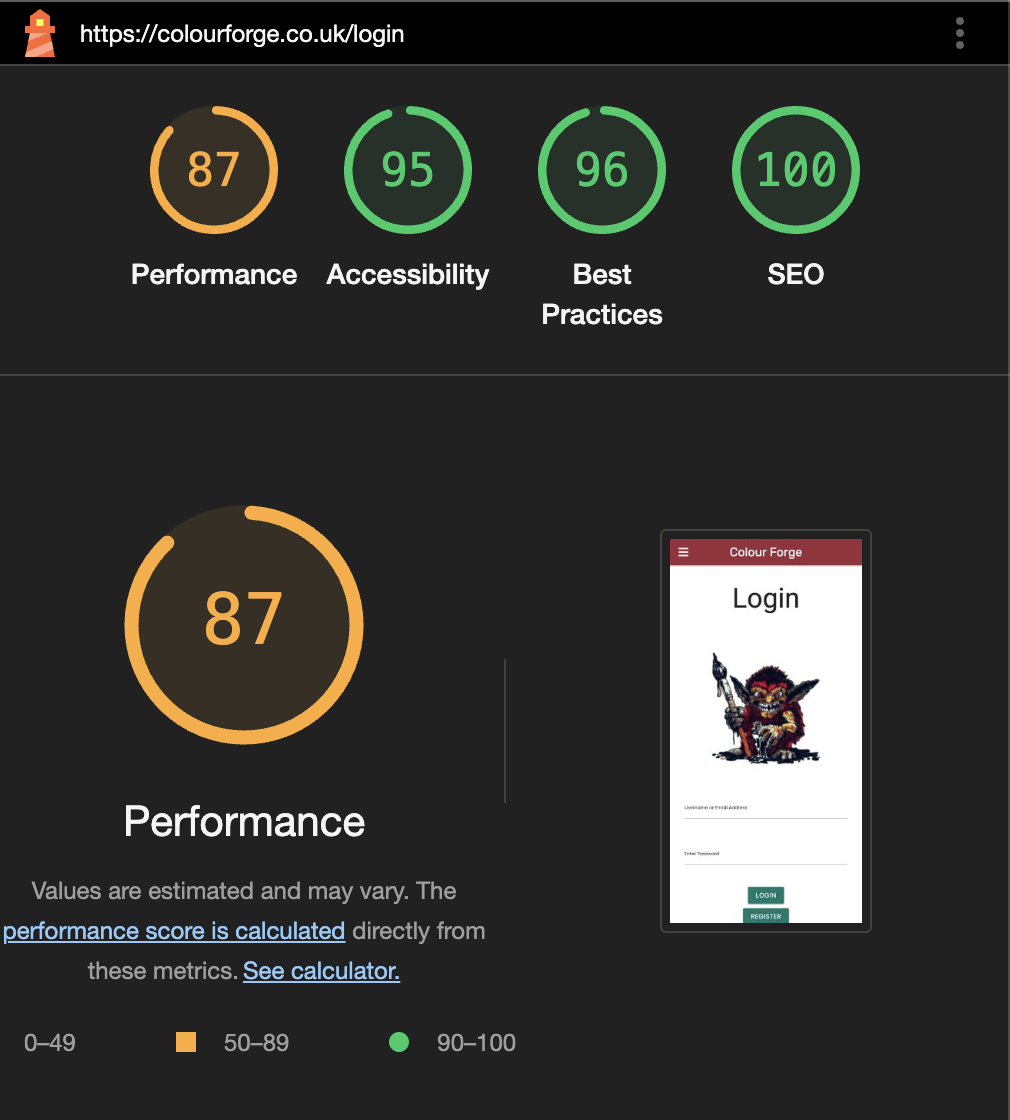 https://colourforge.co.uk/login
87
95
96
100
Performance
Accessibility
Best
Practices
SEO
87
Performance
Values are estimated and may vary. The
performance score is calculated directly from
these metrics. See calculator.
0–49
50–89
90–100
Colour Forge
Login
Username or Email Address
Enter Password
LOGIN
REGISTER